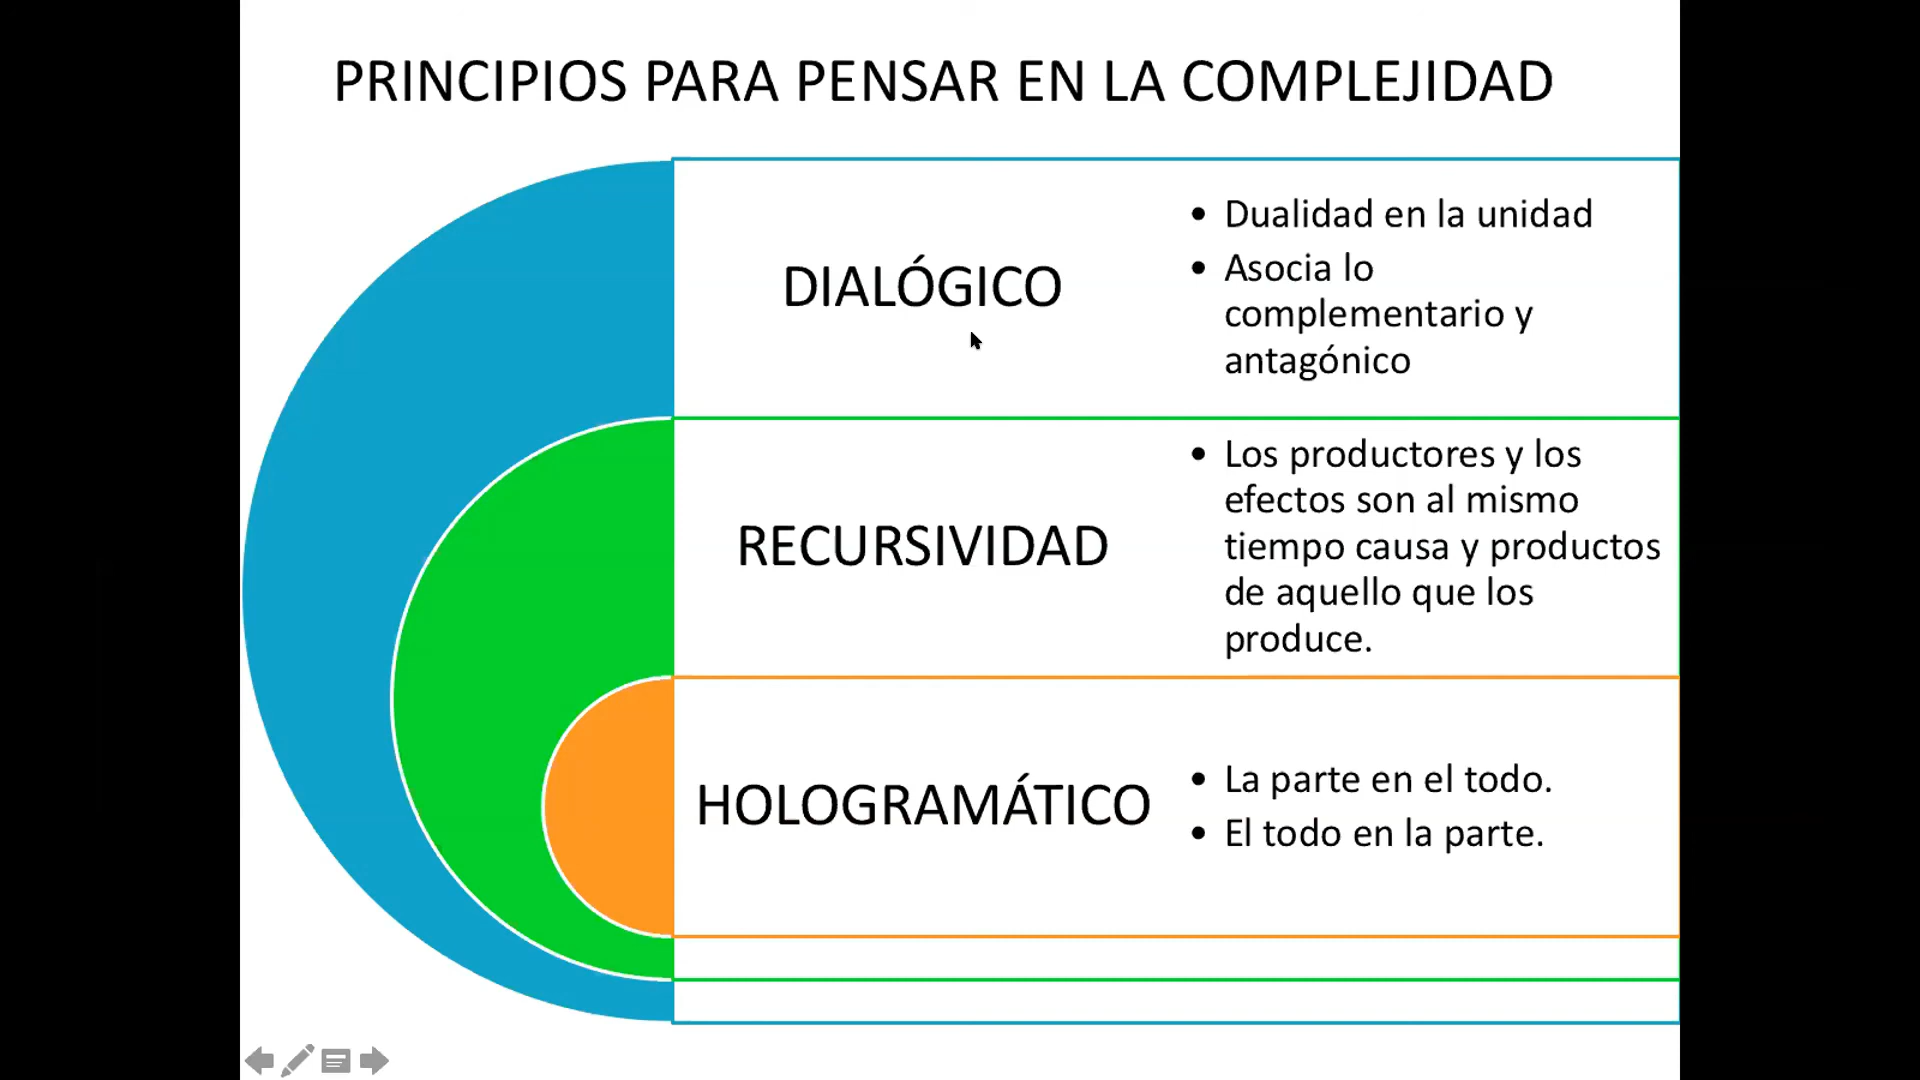 PRINCIPIOS PARA PENSAR EN LA COMPLEJIDAD
DIALÓGICO
• Dualidad en la unidad
• Asocia lo
complementario y
antagónico
RECURSIVIDAD
• Los productores y los
efectos son al mismo
tiempo causa y productos
de aquello que los
produce.
HOLOGRAMÁTICO
• La parte en el todo.
• El todo en la parte.